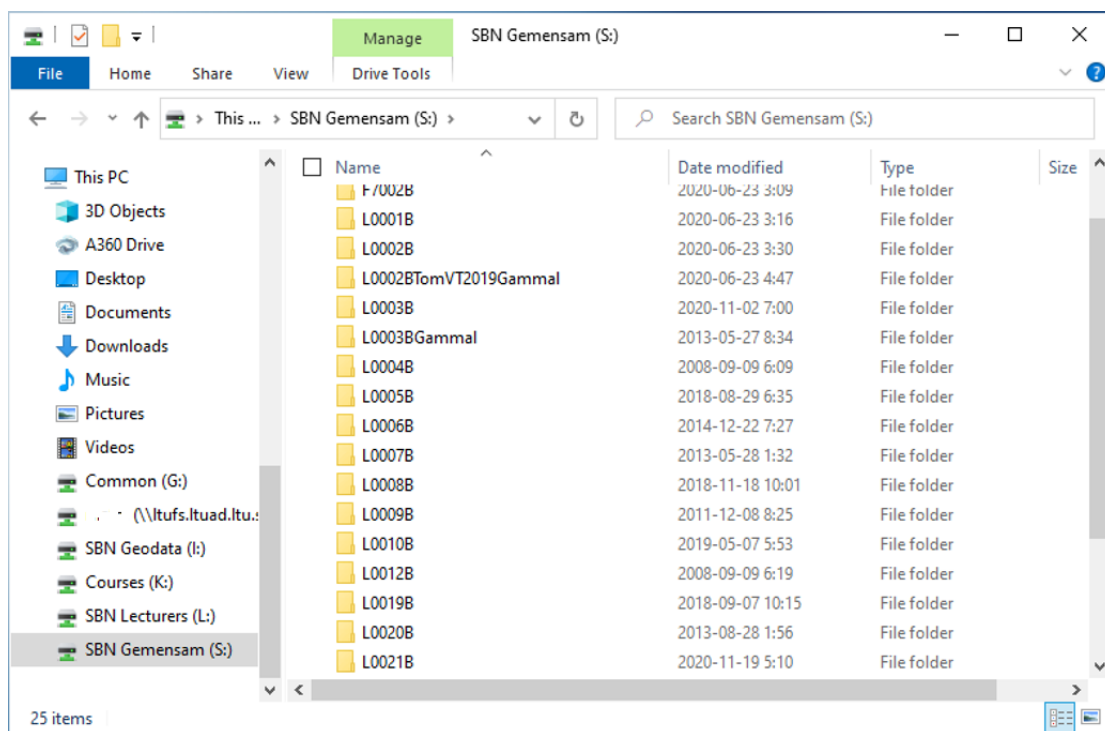 Manage SBN Gemensam (S:)
File Home Share View Drive Tools
This ... SBN Gemensam (S:) Search SBN Gemensam (S:)
Name Date modified Type Size
This PC
3D Objects
A360 Drive
Desktop
Documents
Downloads
Music
Pictures
Videos
Common (G:)
(\\ltufs.ltuad.ltu.s
SBN Geodata (I:)
Courses (K:)
SBN Lecturers (L:)
SBN Gemensam (S:)
F7002B 2020-06-23 3:09 File folder
L0001B 2020-06-23 3:16 File folder
L0002B 2020-06-23 3:30 File folder
L0002BTomVT2019Gammal 2020-06-23 4:47 File folder
L0003B 2020-11-02 7:00 File folder
L0003BGammal 2013-05-27 8:34 File folder
L0004B 2008-09-09 6:09 File folder
L0005B 2018-08-29 6:35 File folder
L0006B 2014-12-22 7:27 File folder
L0007B 2013-05-28 1:32 File folder
L0008B 2018-11-18 10:01 File folder
L0009B 2011-12-08 8:25 File folder
L0010B 2019-05-07 5:53 File folder
L0012B 2008-09-09 6:19 File folder
L0019B 2018-09-07 10:15 File folder
L0020B 2013-08-28 1:56 File folder
L0021B 2020-11-19 5:10 File folder
25 items